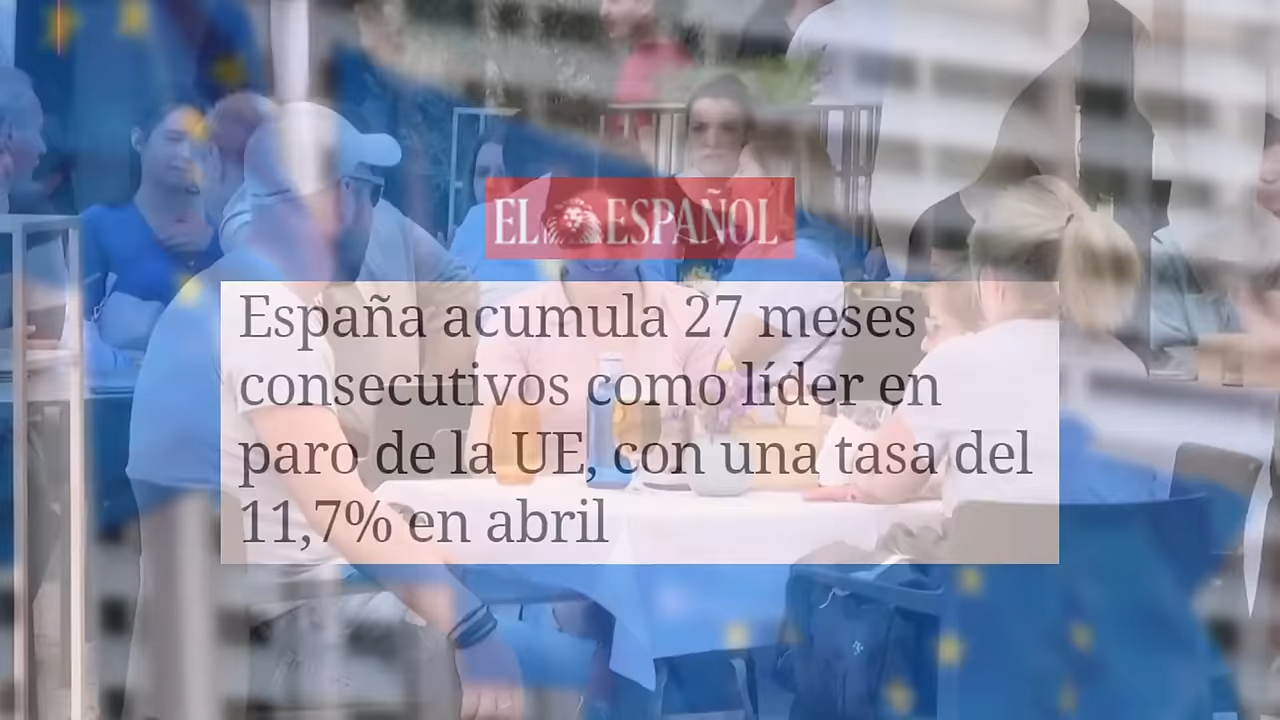 EL ESPAÑOL
España acumula 27 meses
consecutivos como líder en
paro de la UE, con una tasa del
11,7% en abril